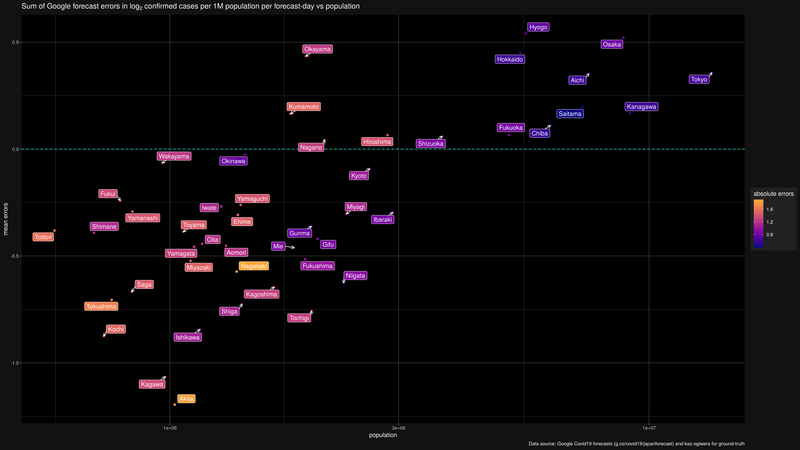 Sum of Google forecast errors in log2 confirmed cases per 1M population per forecast-day vs population
Hyogo
Osaka
0.5
Okayama
Hokkaido
Aichi
Tokyo
Kumamoto
Kanagawa
Saitama
Fukuoka
Chiba
Hiroshima
Shizuoka
Nagano
0.0
Wakayama
Okinawa
Kyoto
absolute errors
Fukui
Yamaguchi
1.6
Iwate
Miyagi
1.2
Yamanashi
Ibaraki
mean errors
Ehime
Toyama
Shimane
0.8
Gunma
Tottori
Oita
Mie
Gifu
Yamagata
Aomori
-0.5
Miyazaki
Nagasaki
Fukushima
Niigata
Saga
Kagoshima
Tokushima
Shiga
Tochigi
Kochi
Ishikawa
-1.0
Kagawa
Akita
1e+06
3e+06
1e+07
population
Data source: Google Covid19 forecasts (g.co/covid19/japanforecast) and kaz-ogiwara for ground-truth